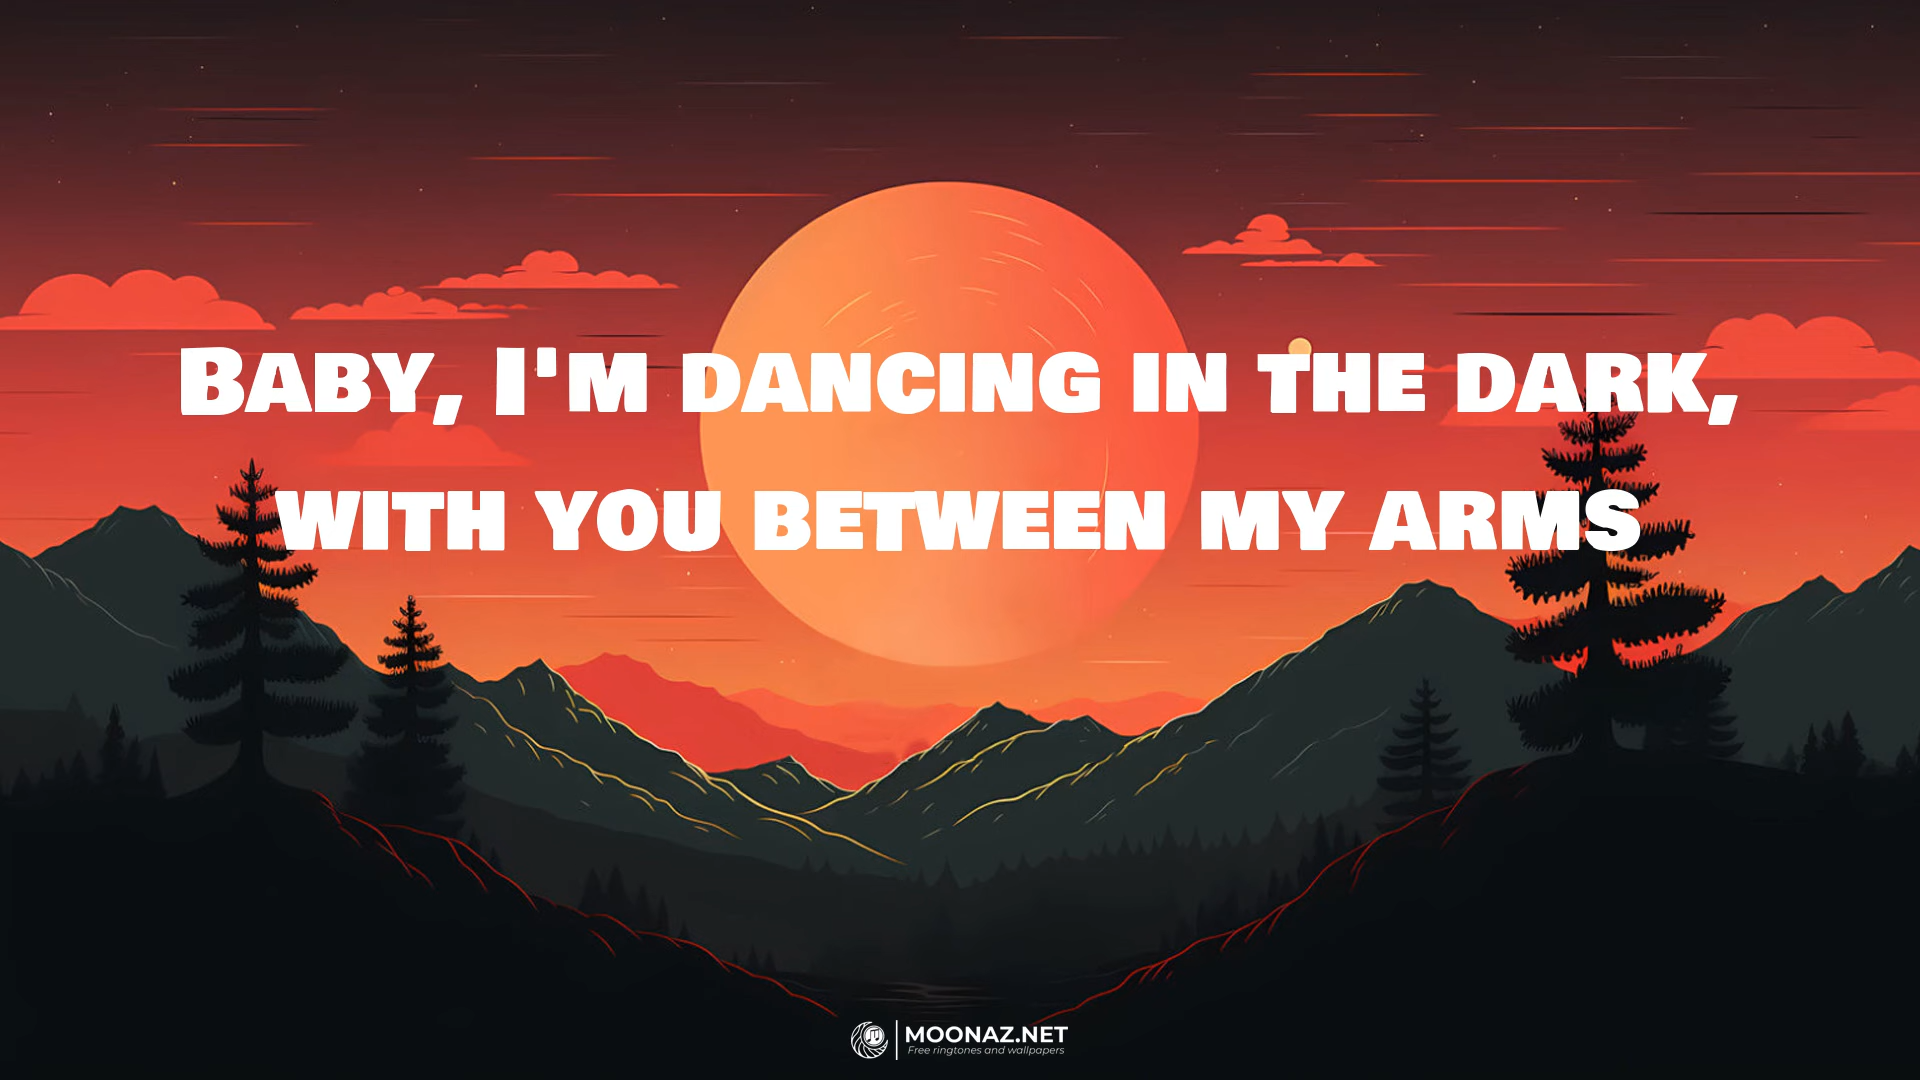 Baby, I'm dancing in the dark,
with you between my arms
MOONAZ.NET
Free ringtones and wallpapers